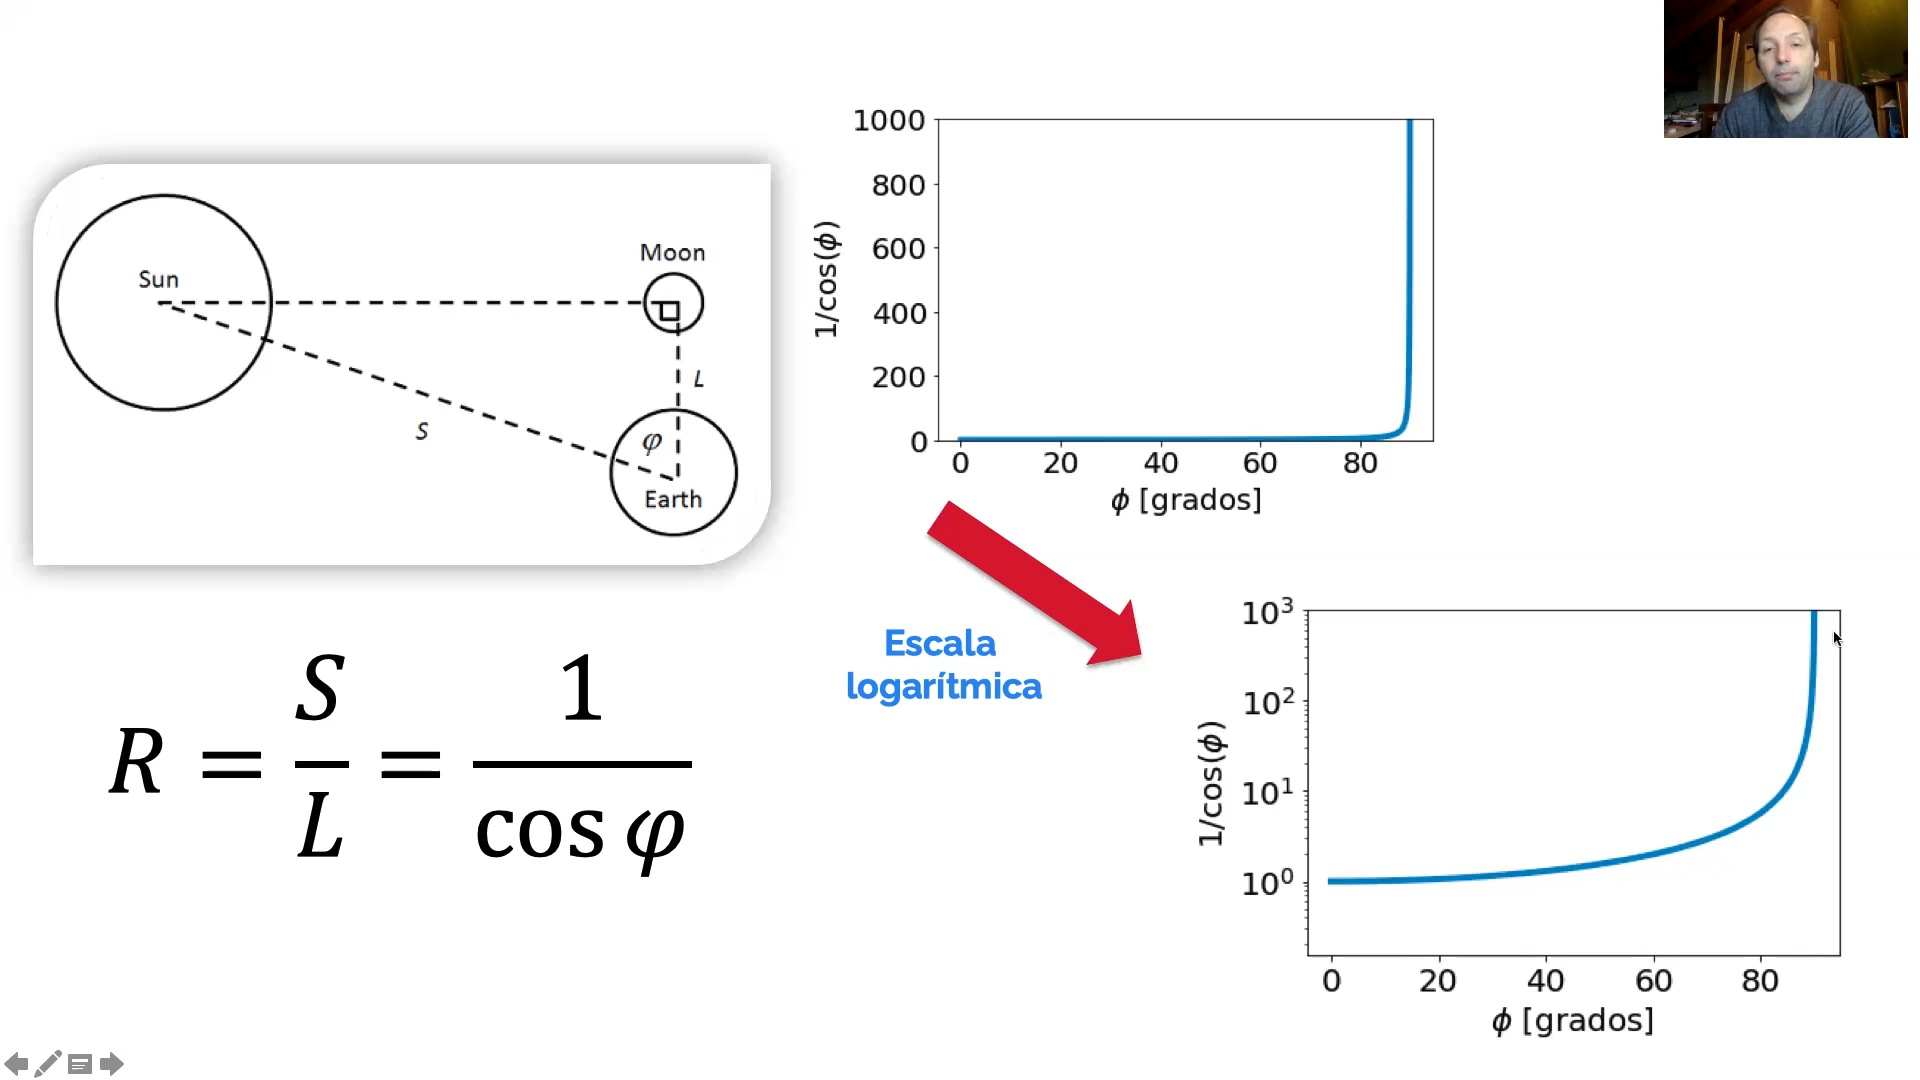 Sun
Moon
L
S
φ
Earth
R = S/L = 1/cos φ
1000
800
600
400
200
0
1/cos(ϕ)
0 20 40 60 80
ϕ [grados]
Escala
logarítmica
10³
10²
10¹
10⁰
1/cos(ϕ)
0 20 40 60 80
ϕ [grados]